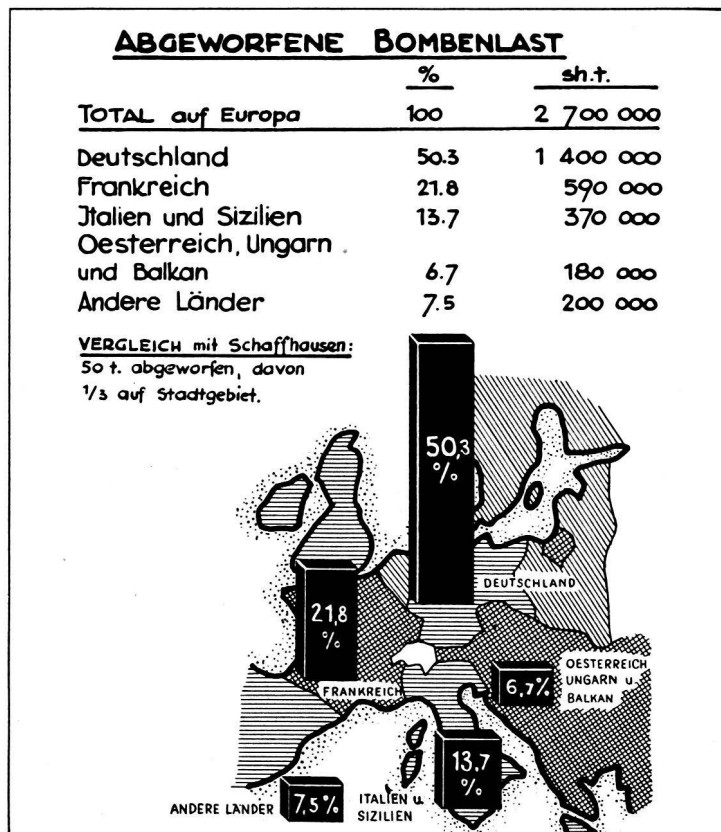 ABGEWORFENE BOMBENLAST
% sh.t.
TOTAL auf Europa 100 2 700 000
Deutschland 50.3 1 400 000
Frankreich 21.8 590 000
Italien und Sizilien 13.7 370 000
Oesterreich, Ungarn
und Balkan 6.7 180 000
Andere Länder 7.5 200 000
VERGLEICH mit Schaffhausen:
50 t. abgeworfen, davon
1/3 auf Stadtgebiet.
50,3
%
DEUTSCHLAND
21,8
%
FRANKREICH
OESTERREICH
UNGARN u.
BALKAN
6,7%
13,7
%
ANDERE LÄNDER
7,5%
ITALIEN u.
SIZILIEN